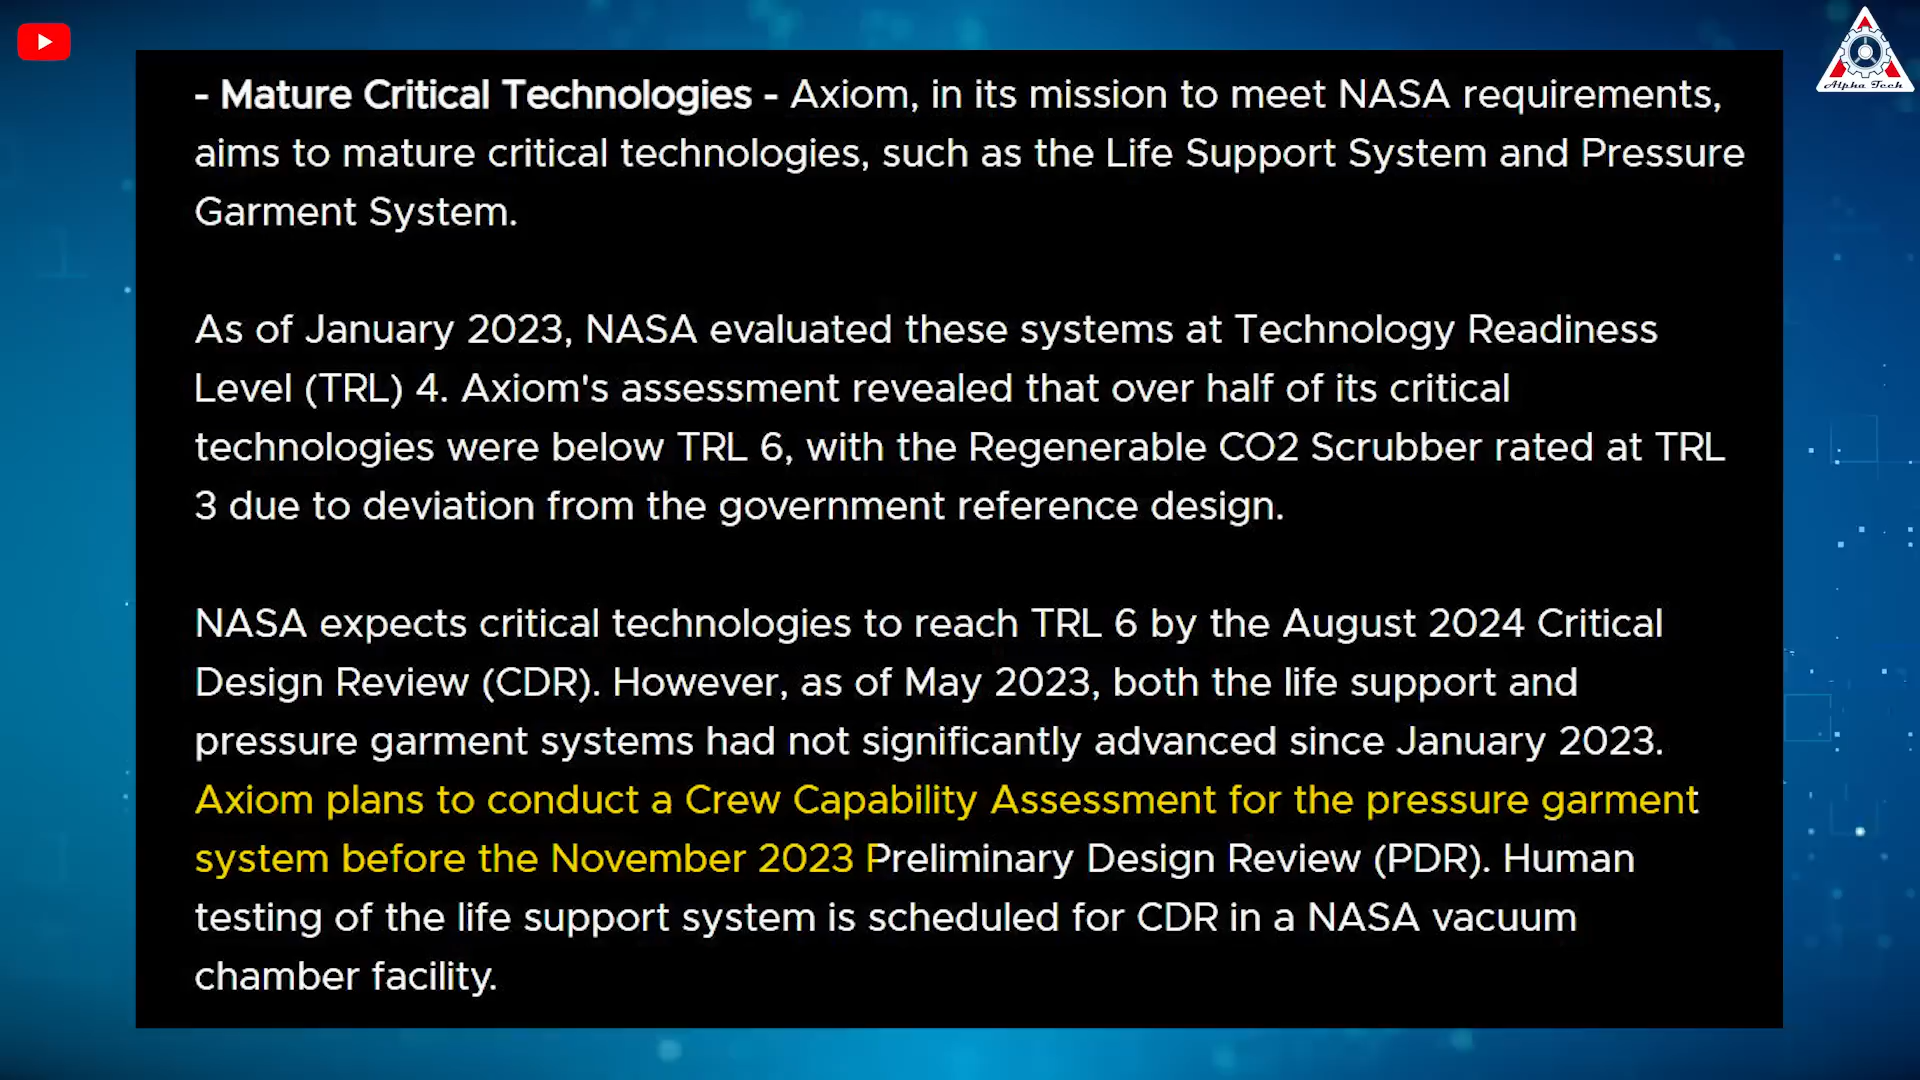 Alpha Tech
- Mature Critical Technologies - Axiom, in its mission to meet NASA requirements,
aims to mature critical technologies, such as the Life Support System and Pressure
Garment System.
As of January 2023, NASA evaluated these systems at Technology Readiness
Level (TRL) 4. Axiom's assessment revealed that over half of its critical
technologies were below TRL 6, with the Regenerable CO2 Scrubber rated at TRL
3 due to deviation from the government reference design.
NASA expects critical technologies to reach TRL 6 by the August 2024 Critical
Design Review (CDR). However, as of May 2023, both the life support and
pressure garment systems had not significantly advanced since January 2023.
Axiom plans to conduct a Crew Capability Assessment for the pressure garment
system before the November 2023 Preliminary Design Review (PDR). Human
testing of the life support system is scheduled for CDR in a NASA vacuum
chamber facility.